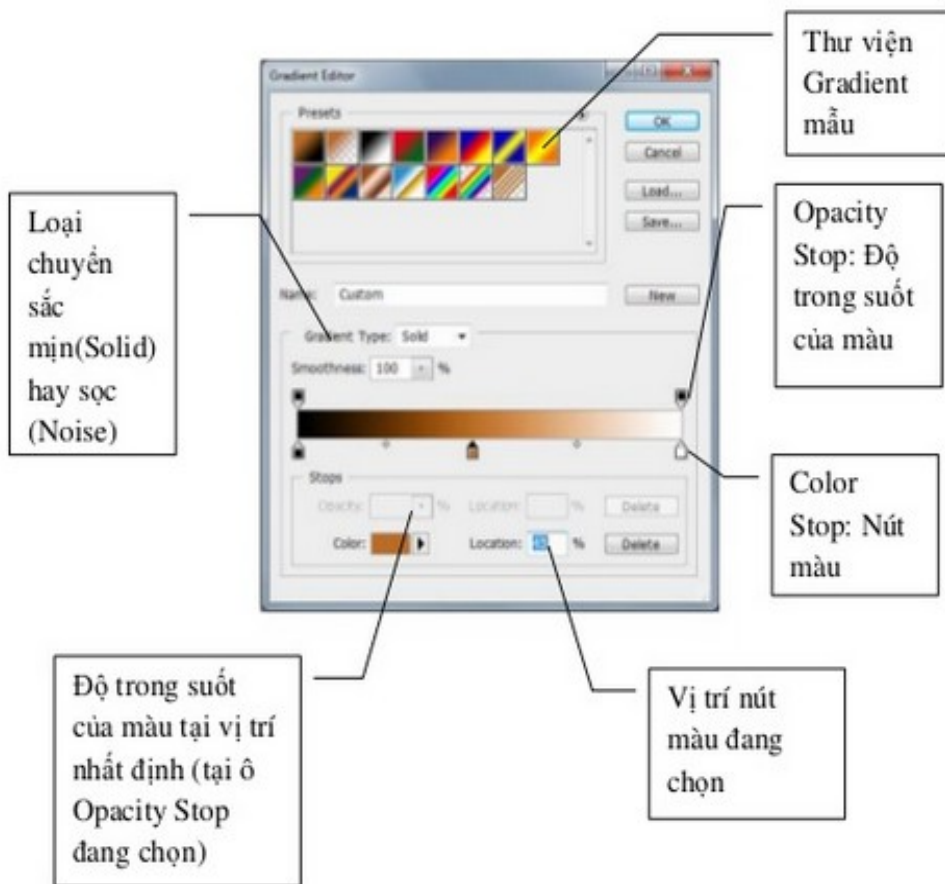 Thư viện
Gradient
mẫu
Gradient Editor
Presets
OK
Cancel
Load...
Save...
Loại
chuyển
sắc
mịn(Solid)
hay sọc
(Noise)
Opacity
Stop: Độ
trong suốt
của màu
Name: Custom
New
Gradient Type: Solid
Smoothness: 100 %
Stops
Opacity: % Location: % Delete
Color: Location: % Delete
Color
Stop: Nút
màu
Độ trong suốt
của màu tại vị trí
nhất định (tại ô
Opacity Stop
đang chọn)
Vị trí nút
màu đang
chọn